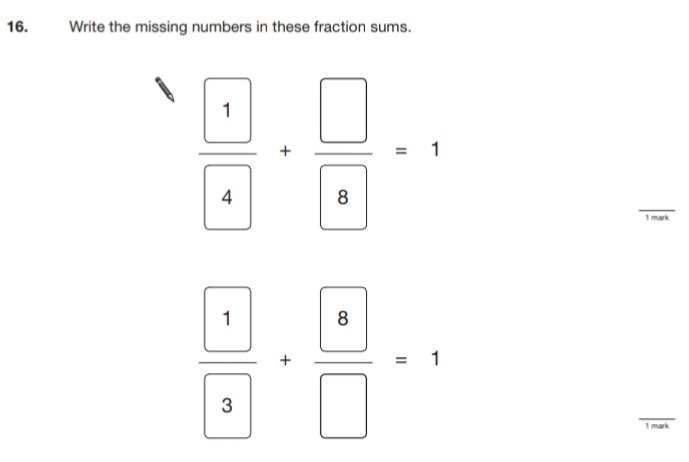 16. Write the missing numbers in these fraction sums.
1
+ = 1
4 8
1 mark
1 8
+ = 1
3
1 mark